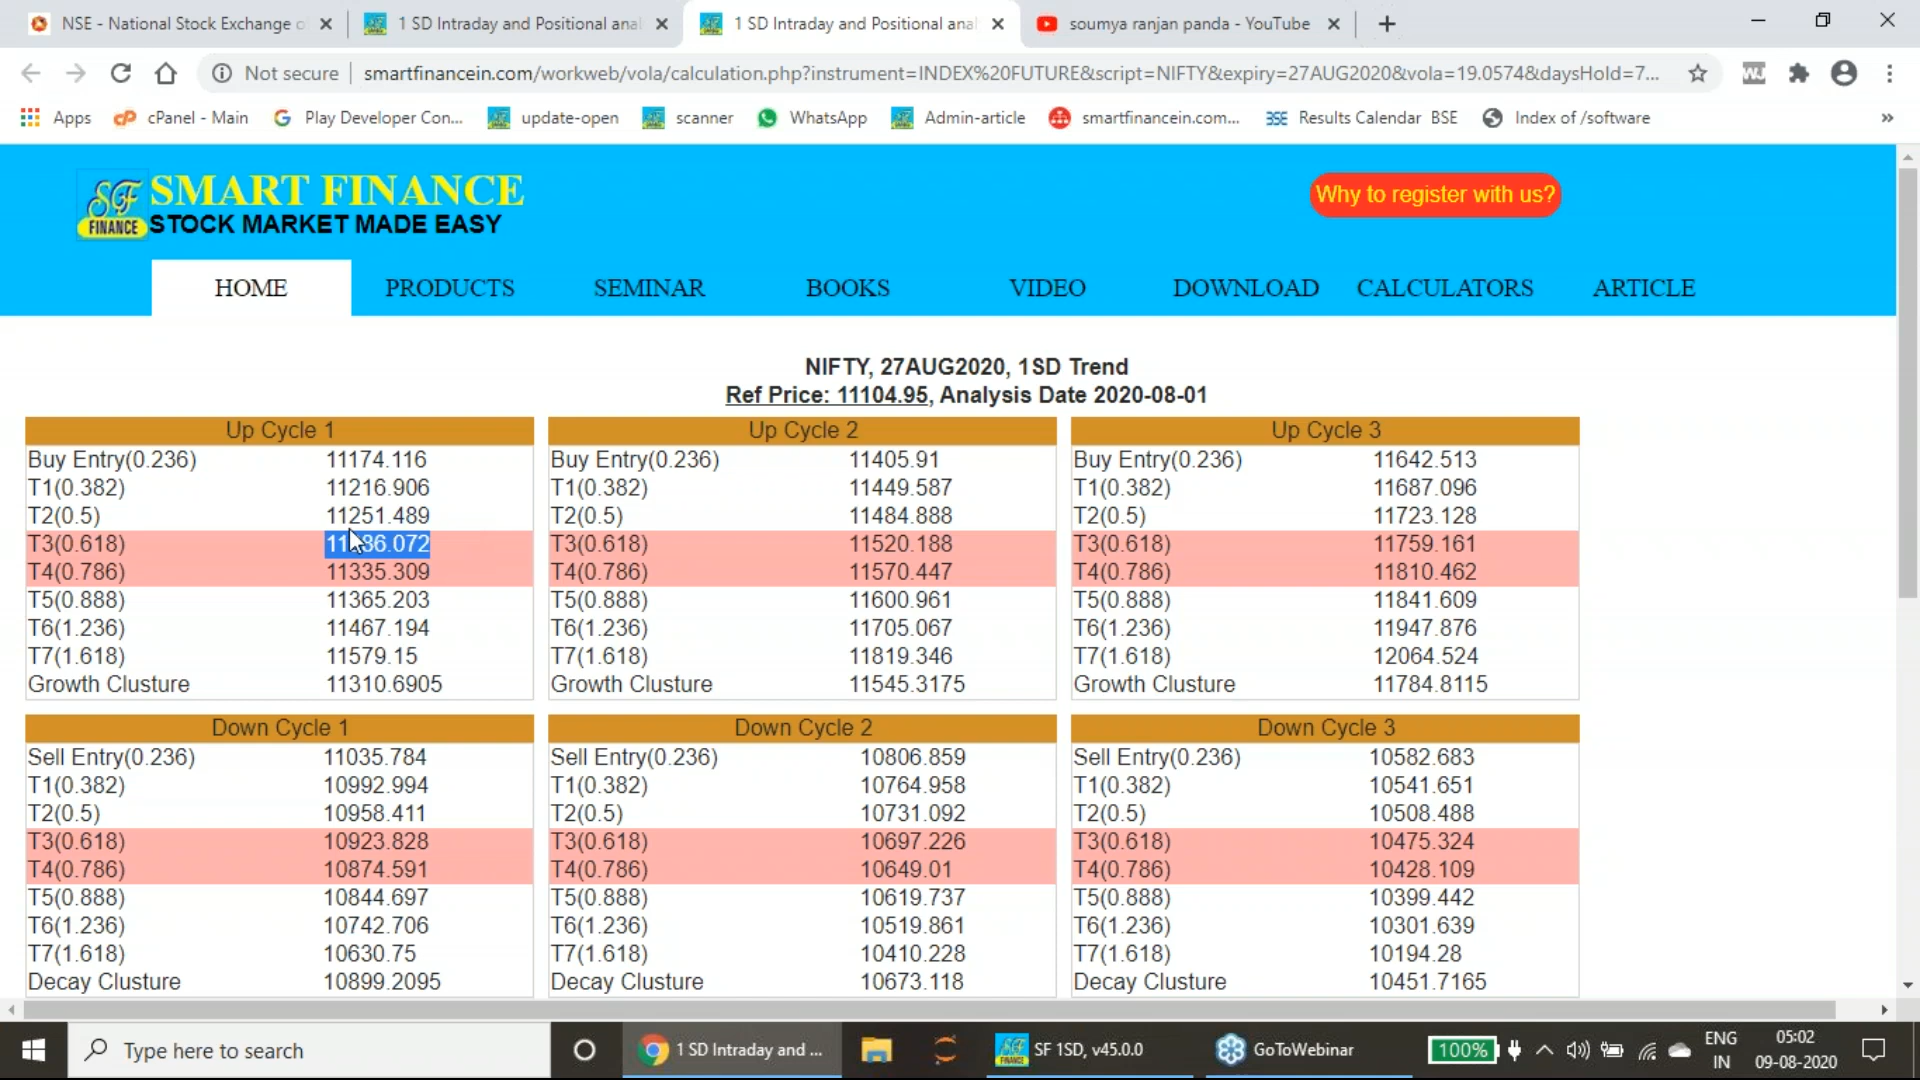 NSE - National Stock Exchange o
1 SD Intraday and Positional anal
1 SD Intraday and Positional anal
soumya ranjan panda - YouTube
Not secure
smartfinancein.com/workweb/vola/calculation.php?instrument=INDEX%20FUTURE&script=NIFTY&expiry=27AUG2020&vola=19.0574&daysHold=7...
Apps
cPanel - Main
Play Developer Con...
update-open
scanner
WhatsApp
Admin-article
smartfinancein.com...
Results Calendar BSE
Index of /software
»
SF FINANCE
SMART FINANCE
STOCK MARKET MADE EASY
Why to register with us?
HOME PRODUCTS SEMINAR BOOKS VIDEO DOWNLOAD CALCULATORS ARTICLE
NIFTY, 27AUG2020, 1SD Trend
Ref Price: 11104.95, Analysis Date 2020-08-01
Up Cycle 1
Buy Entry(0.236) 11174.116
T1(0.382) 11216.906
T2(0.5) 11251.489
T3(0.618)
T4(0.786) 11335.309
T5(0.888) 11365.203
T6(1.236) 11467.194
T7(1.618) 11579.15
Growth Clusture 11310.6905
Up Cycle 2
Buy Entry(0.236) 11405.91
T1(0.382) 11449.587
T2(0.5) 11484.888
T3(0.618) 11520.188
T4(0.786) 11570.447
T5(0.888) 11600.961
T6(1.236) 11705.067
T7(1.618) 11819.346
Growth Clusture 11545.3175
Up Cycle 3
Buy Entry(0.236) 11642.513
T1(0.382) 11687.096
T2(0.5) 11723.128
T3(0.618) 11759.161
T4(0.786) 11810.462
T5(0.888) 11841.609
T6(1.236) 11947.876
T7(1.618) 12064.524
Growth Clusture 11784.8115
Down Cycle 1
Sell Entry(0.236) 11035.784
T1(0.382) 10992.994
T2(0.5) 10958.411
T3(0.618) 10923.828
T4(0.786) 10874.591
T5(0.888) 10844.697
T6(1.236) 10742.706
T7(1.618) 10630.75
Decay Clusture 10899.2095
Down Cycle 2
Sell Entry(0.236) 10806.859
T1(0.382) 10764.958
T2(0.5) 10731.092
T3(0.618) 10697.226
T4(0.786) 10649.01
T5(0.888) 10619.737
T6(1.236) 10519.861
T7(1.618) 10410.228
Decay Clusture 10673.118
Down Cycle 3
Sell Entry(0.236) 10582.683
T1(0.382) 10541.651
T2(0.5) 10508.488
T3(0.618) 10475.324
T4(0.786) 10428.109
T5(0.888) 10399.442
T6(1.236) 10301.639
T7(1.618) 10194.28
Decay Clusture 10451.7165
Type here to search
1 SD Intraday and ...
SF 1SD, v45.0.0
GoToWebinar
100%
ENG
IN
05:02
09-08-2020